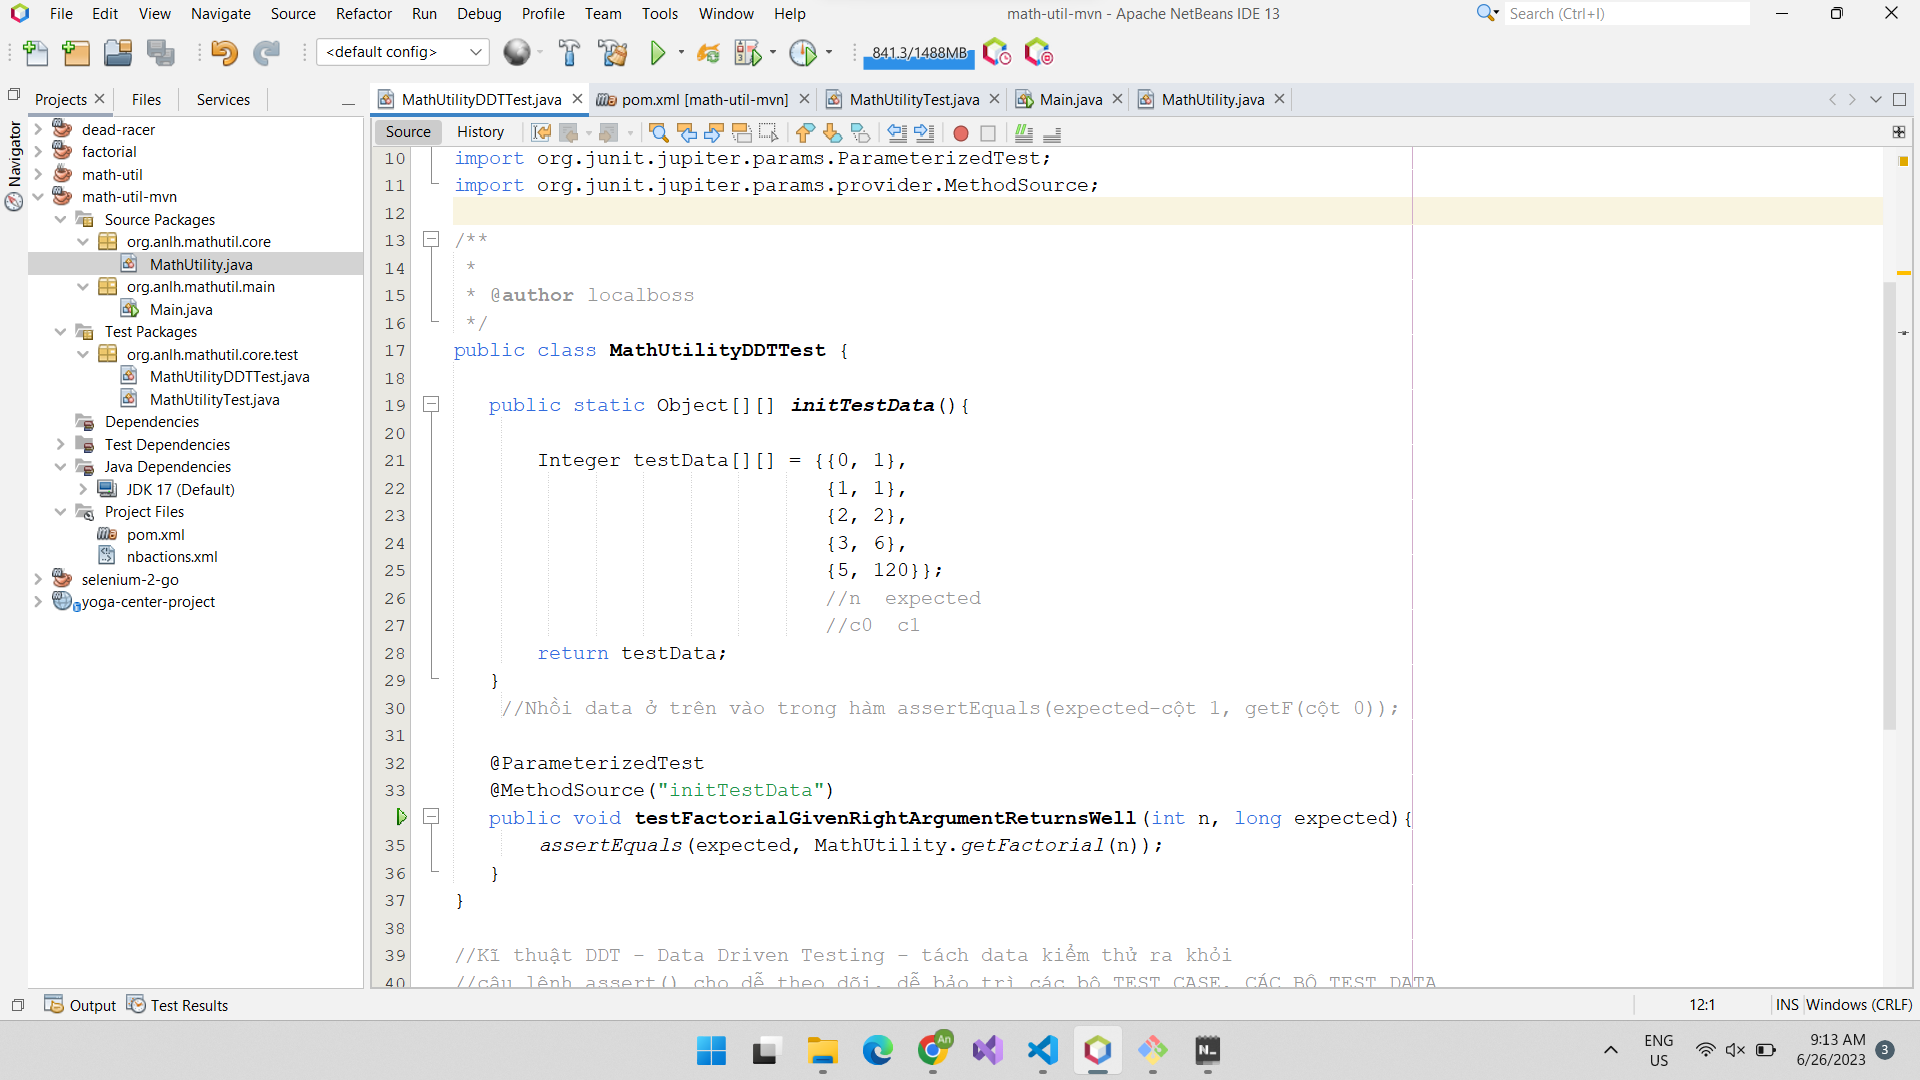 File Edit View Navigate Source Refactor Run Debug Profile Team Tools Window Help
math-util-mvn - Apache NetBeans IDE 13
Search (Ctrl+I)
<default config>
841.3/1488MB
Projects Files Services
MathUtilityDDTTest.java pom.xml [math-util-mvn] MathUtilityTest.java Main.java MathUtility.java
Source History
Navigator
dead-racer
factorial
math-util
math-util-mvn
Source Packages
org.anlh.mathutil.core
MathUtility.java
org.anlh.mathutil.main
Main.java
Test Packages
org.anlh.mathutil.core.test
MathUtilityDDTTest.java
MathUtilityTest.java
Dependencies
Test Dependencies
Java Dependencies
JDK 17 (Default)
Project Files
pom.xml
nbactions.xml
selenium-2-go
yoga-center-project
10 import org.junit.jupiter.params.ParameterizedTest;
11 import org.junit.jupiter.params.provider.MethodSource;
12
13 /**
14 *
15 * @author localboss
16 */
17 public class MathUtilityDDTTest {
18
19 public static Object[][] initTestData(){
20
21 Integer testData[][] = {{0, 1},
22 {1, 1},
23 {2, 2},
24 {3, 6},
25 {5, 120}};
26 //n expected
27 //c0 c1
28 return testData;
29 }
30 //Nhồi data ở trên vào trong hàm assertEquals(expected-cột 1, getF(cột 0));
31
32 @ParameterizedTest
33 @MethodSource("initTestData")
public void testFactorialGivenRightArgumentReturnsWell(int n, long expected){
35 assertEquals(expected, MathUtility.getFactorial(n));
36 }
37 }
38
39 //Kĩ thuật DDT - Data Driven Testing - tách data kiểm thử ra khỏi
40 //câu lệnh assert() cho dễ theo dõi, dễ bảo trì các bộ TEST CASE, CÁC BỘ TEST DATA
Output Test Results
12:1 INS Windows (CRLF)
An
N
ENG
US
9:13 AM
6/26/2023
3